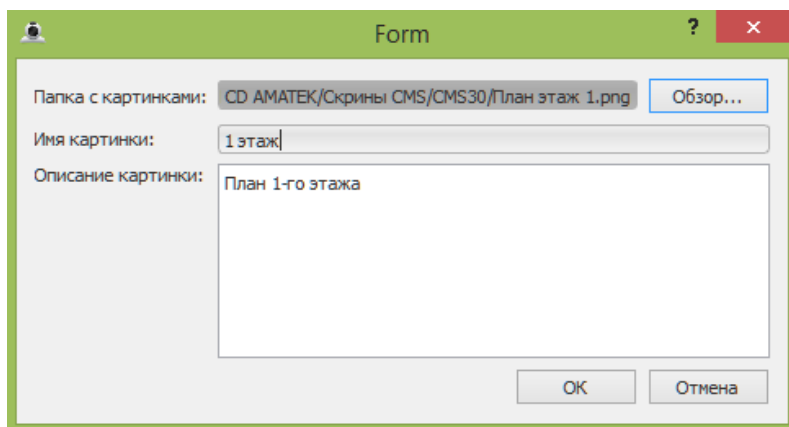 Form
?
Папка с картинками: CD AMATEK/Скрины CMS/CMS30/План этаж 1.png Обзор...
Имя картинки: 1 этаж
Описание картинки: План 1-го этажа
OK Отмена